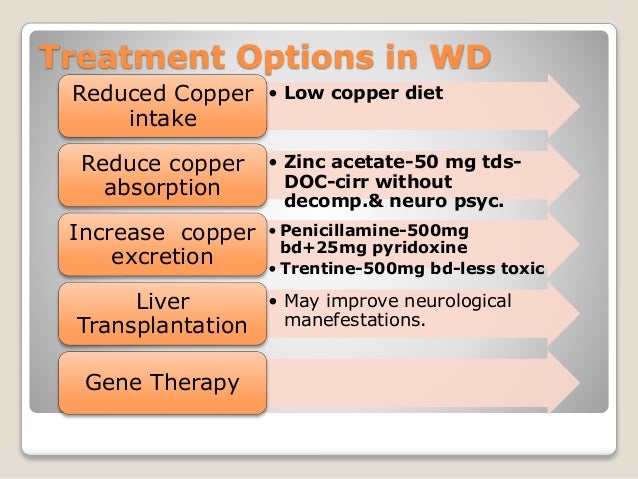 Treatment Options in WD
Reduced Copper
intake
• Low copper diet
Reduce copper
absorption
• Zinc acetate-50 mg tds-
DOC-cirr without
decomp.& neuro psyc.
Increase copper
excretion
• Penicillamine-500mg
bd+25mg pyridoxine
• Trentine-500mg bd-less toxic
Liver
Transplantation
• May improve neurological
manefestations.
Gene Therapy